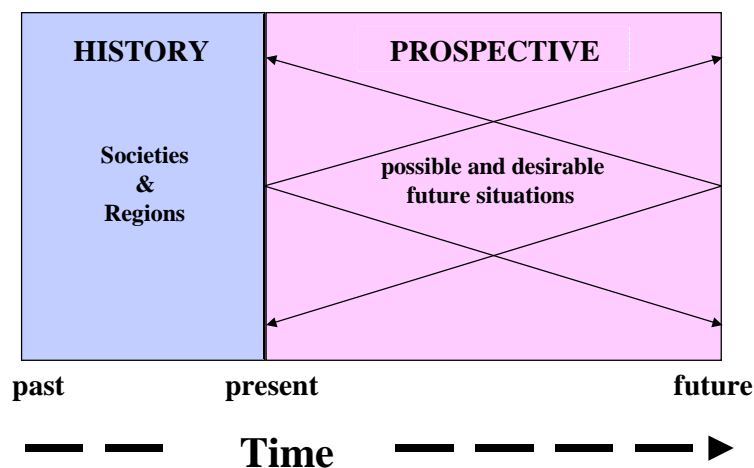 HISTORY
Societies
&
Regions
PROSPECTIVE
possible and desirable
future situations
past present future
Time